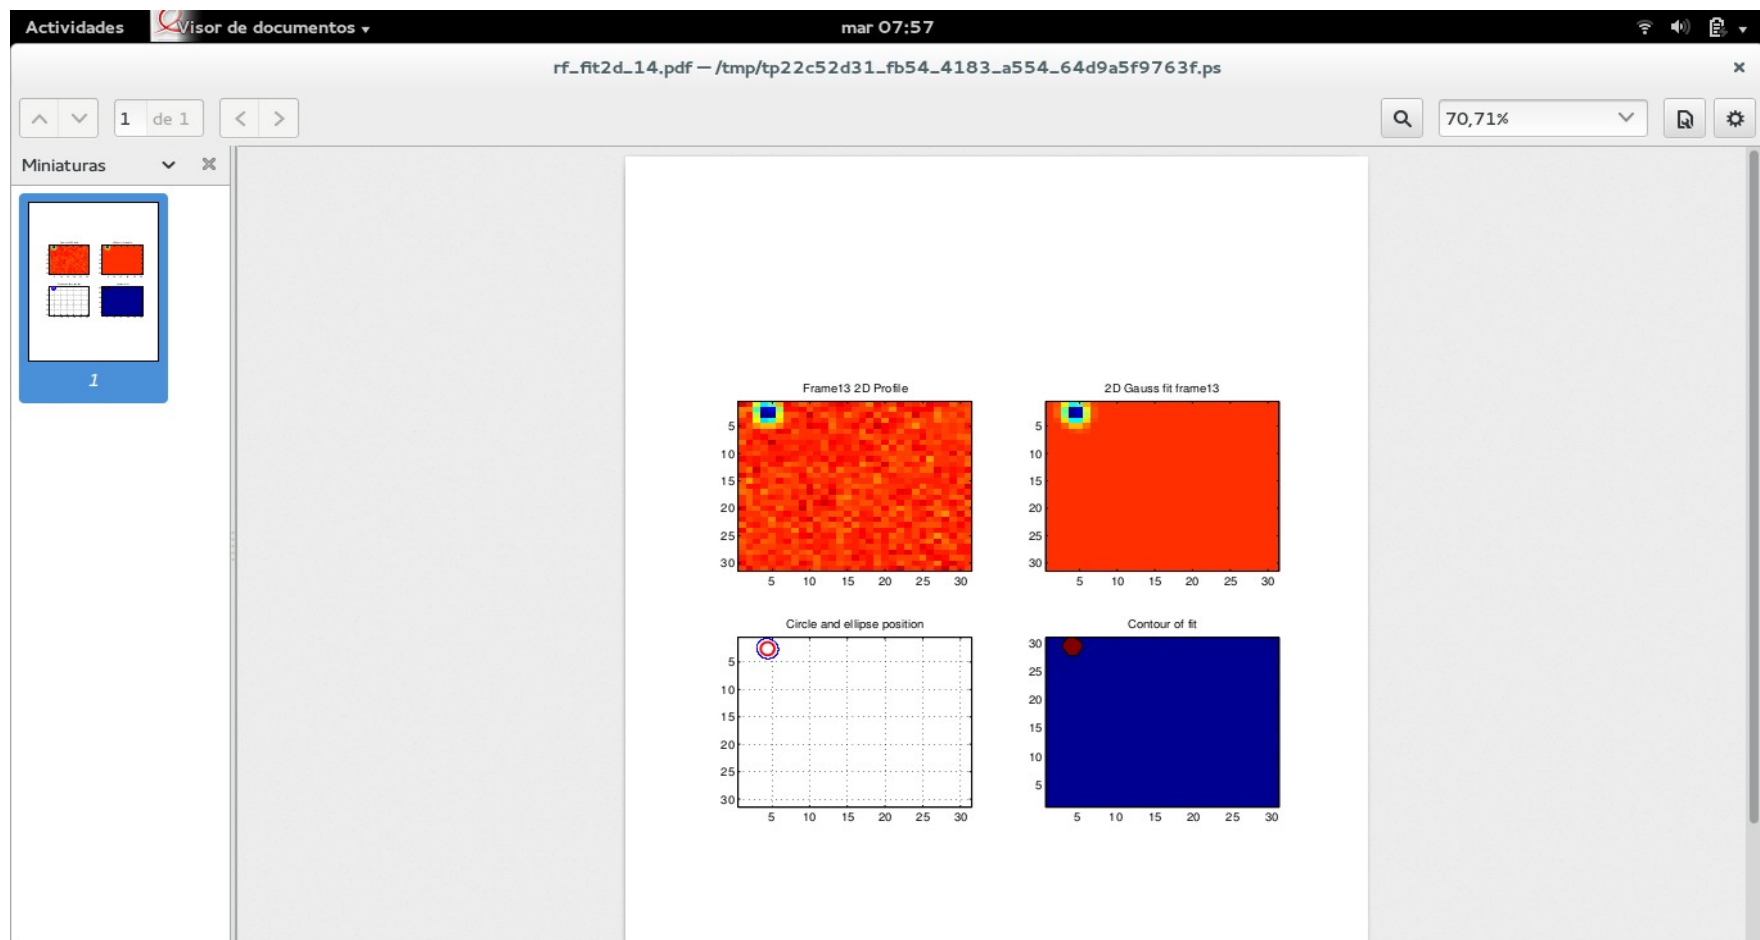 Actividades Visor de documentos mar 07:57
rf_fit2d_14.pdf — /tmp/tp22c52d31_fb54_4183_a554_64d9a5f9763f.ps
1 de 1 70,71%
Miniaturas
1
Frame13 2D Profile
5
10
15
20
25
30
5 10 15 20 25 30
2D Gauss fit frame13
5
10
15
20
25
30
5 10 15 20 25 30
Circle and ellipse position
5
10
15
20
25
30
5 10 15 20 25 30
Contour of fit
30
25
20
15
10
5
5 10 15 20 25 30